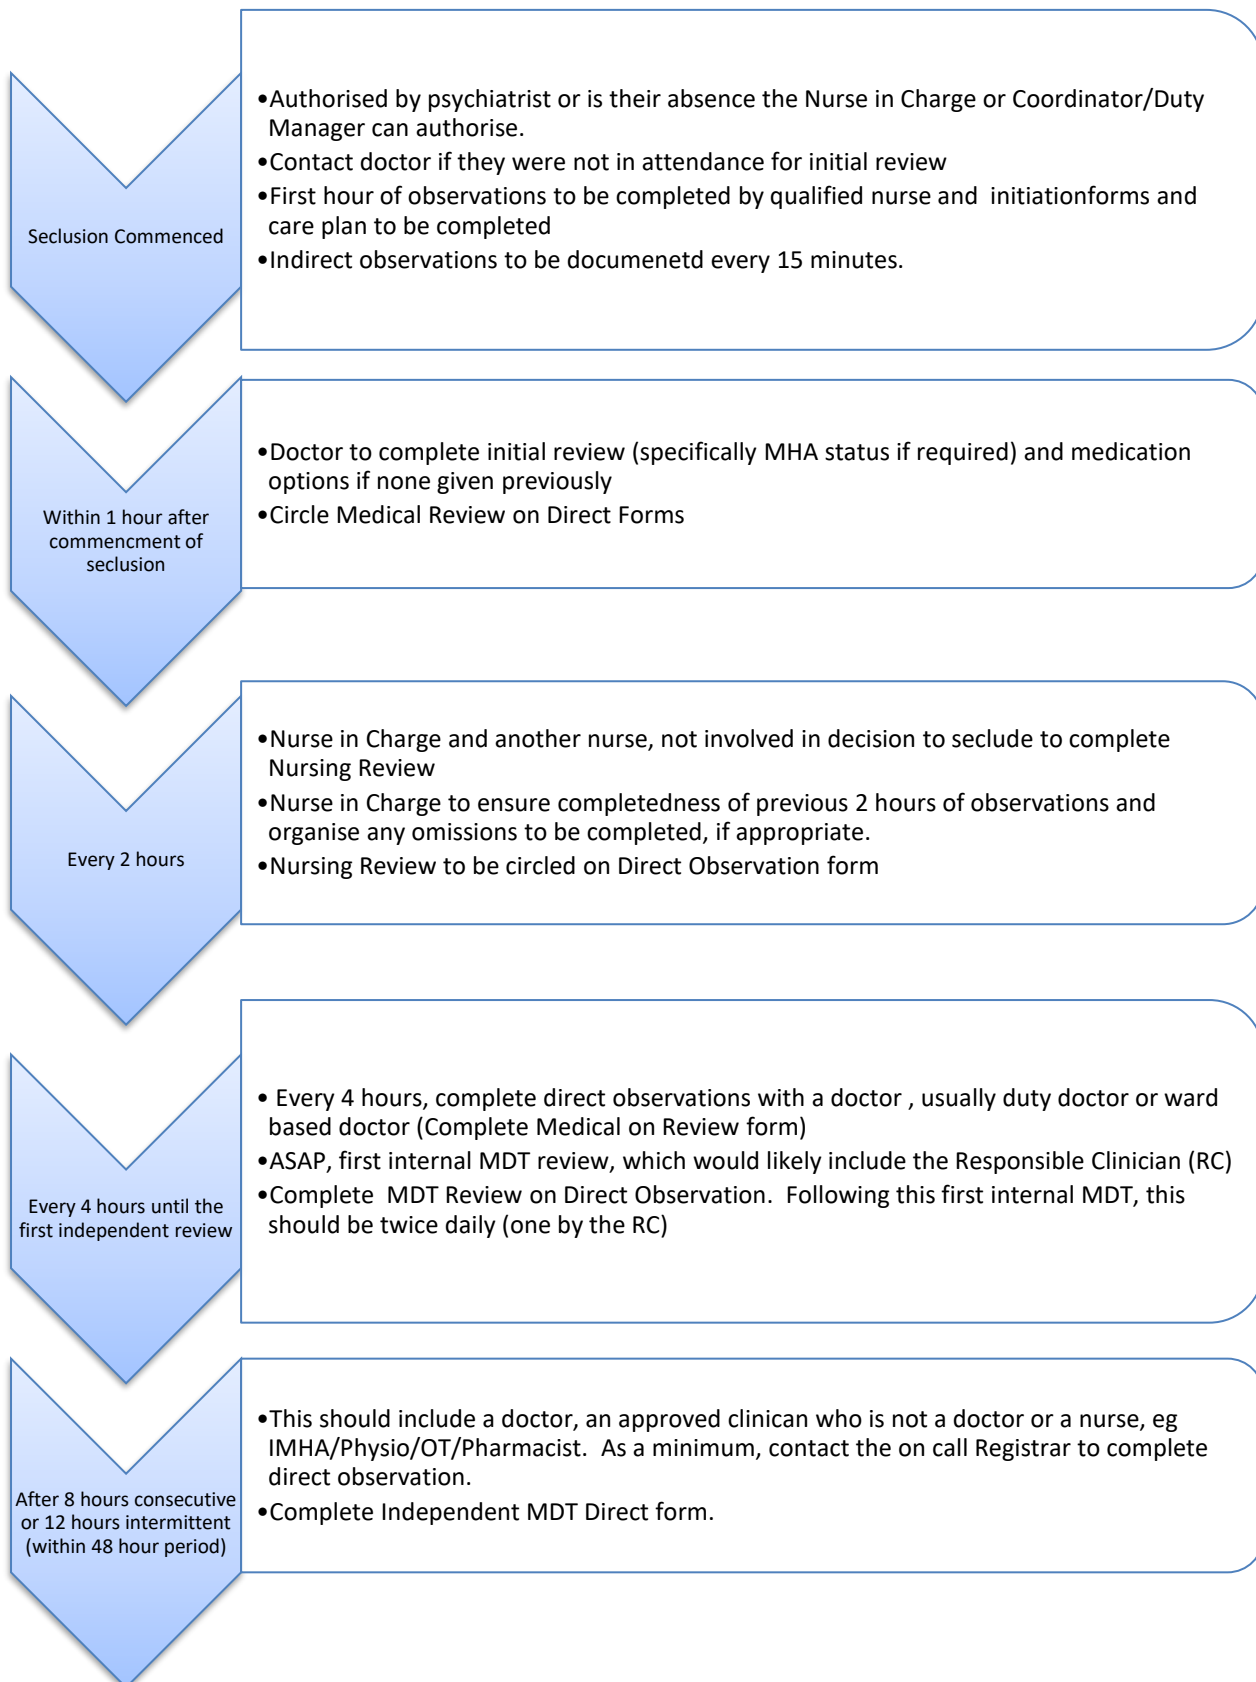 •Authorised by psychiatrist or is their absence the Nurse in Charge or Coordinator/Duty
Manager can authorise.
•Contact doctor if they were not in attendance for initial review
•First hour of observations to be completed by qualified nurse and  initiationforms and
care plan to be completed
•Indirect observations to be documenetd every 15 minutes.
Seclusion Commenced
•Doctor to complete initial review (specifically MHA status if required) and medication
options if none given previously
•Circle Medical Review on Direct Forms
Within 1 hour after
commencment of
seclusion
•Nurse in Charge and another nurse, not involved in decision to seclude to complete
Nursing Review
•Nurse in Charge to ensure completedness of previous 2 hours of observations and
organise any omissions to be completed, if appropriate.
•Nursing Review to be circled on Direct Observation form
Every 2 hours
• Every 4 hours, complete direct observations with a doctor , usually duty doctor or ward
based doctor (Complete Medical on Review form)
•ASAP, first internal MDT review, which would likely include the Responsible Clinician (RC)
•Complete  MDT Review on Direct Observation.  Following this first internal MDT, this
should be twice daily (one by the RC)
Every 4 hours until the
first independent review
•This should include a doctor, an approved clinican who is not a doctor or a nurse, eg
IMHA/Physio/OT/Pharmacist.  As a minimum, contact the on call Registrar to complete
direct observation.
•Complete Independent MDT Direct form.
After 8 hours consecutive
or 12 hours intermittent
(within 48 hour period)